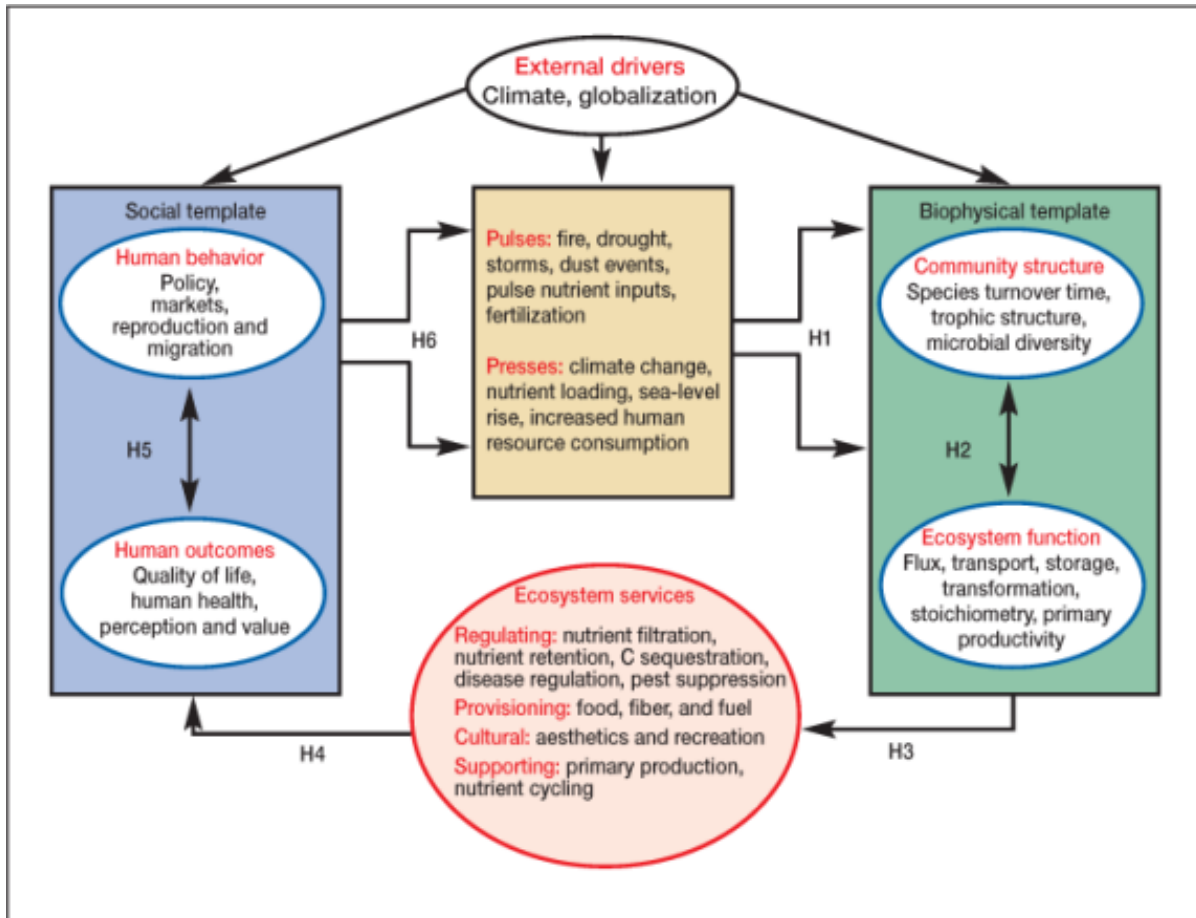 External drivers
Climate, globalization
Social template
Human behavior
Policy,
markets,
reproduction and
migration
H5
Human outcomes
Quality of life,
human health,
perception and value
H6
Pulses: fire, drought,
storms, dust events,
pulse nutrient inputs,
fertilization
Presses: climate change,
nutrient loading, sea-level
rise, increased human
resource consumption
H1
Biophysical template
Community structure
Species turnover time,
trophic structure,
microbial diversity
H2
Ecosystem function
Flux, transport, storage,
transformation,
stoichiometry, primary
productivity
Ecosystem services
Regulating: nutrient filtration,
nutrient retention, C sequestration,
disease regulation, pest suppression
Provisioning: food, fiber, and fuel
Cultural: aesthetics and recreation
Supporting: primary production,
nutrient cycling
H4
H3